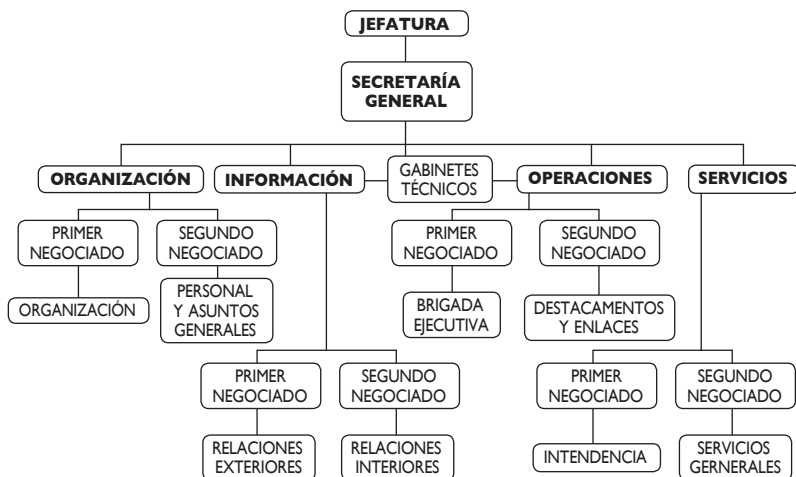 JEFATURA
SECRETARÍA
GENERAL
ORGANIZACIÓN
INFORMACIÓN
GABINETES
TÉCNICOS
OPERACIONES
SERVICIOS
PRIMER
NEGOCIADO
SEGUNDO
NEGOCIADO
PRIMER
NEGOCIADO
SEGUNDO
NEGOCIADO
ORGANIZACIÓN
PERSONAL
Y ASUNTOS
GENERALES
BRIGADA
EJECUTIVA
DESTACAMENTOS
Y ENLACES
PRIMER
NEGOCIADO
SEGUNDO
NEGOCIADO
PRIMER
NEGOCIADO
SEGUNDO
NEGOCIADO
RELACIONES
EXTERIORES
RELACIONES
INTERIORES
INTENDENCIA
SERVICIOS
GERNERALES